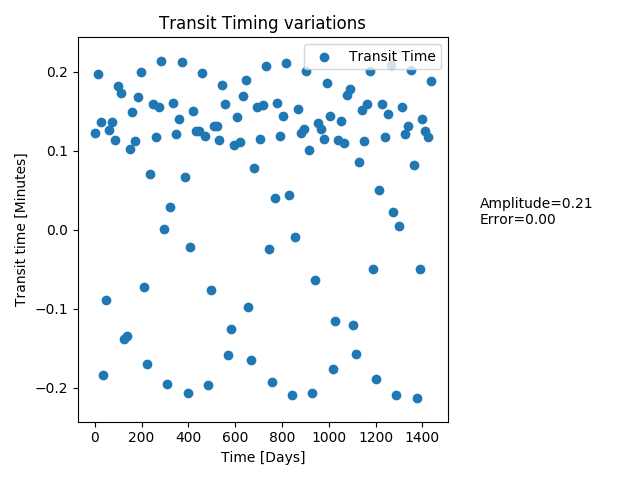 Transit Timing variations
Transit Time
0.2
0.1
0.0
−0.1
−0.2
Transit time [Minutes]
0 200 400 600 800 1000 1200 1400
Time [Days]
Amplitude=0.21
Error=0.00